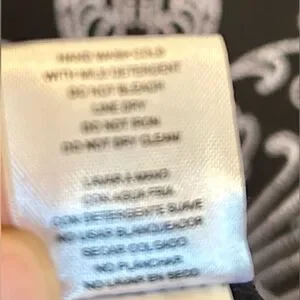 HAND WASH COLD
WITH MILD DETERGENT
DO NOT BLEACH
LINE DRY
DO NOT IRON
DO NOT DRY CLEAN
LAVAR A MANO
CON AGUA FRIA
CON DETERGENTE SUAVE
NO USAR BLANQUEADOR
SECAR COLGADO
NO PLANCHAR
NO LAVAR EN SECO